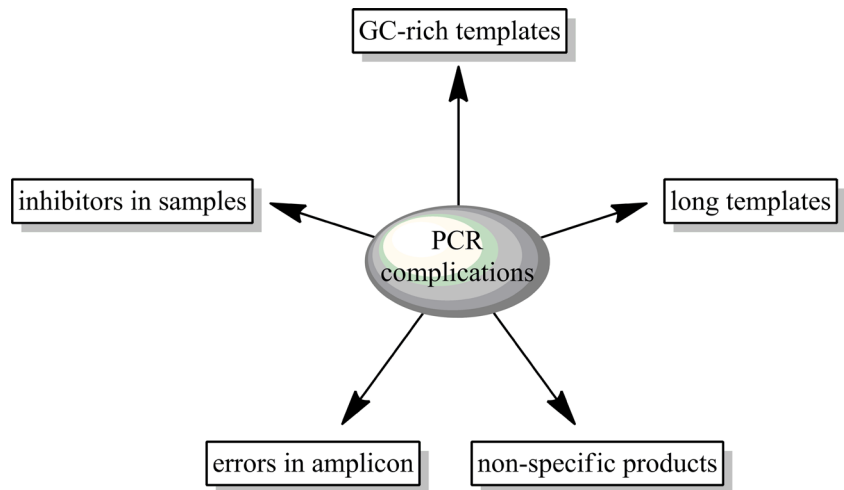 GC-rich templates
inhibitors in samples
long templates
PCR
complications
errors in amplicon
non-specific products